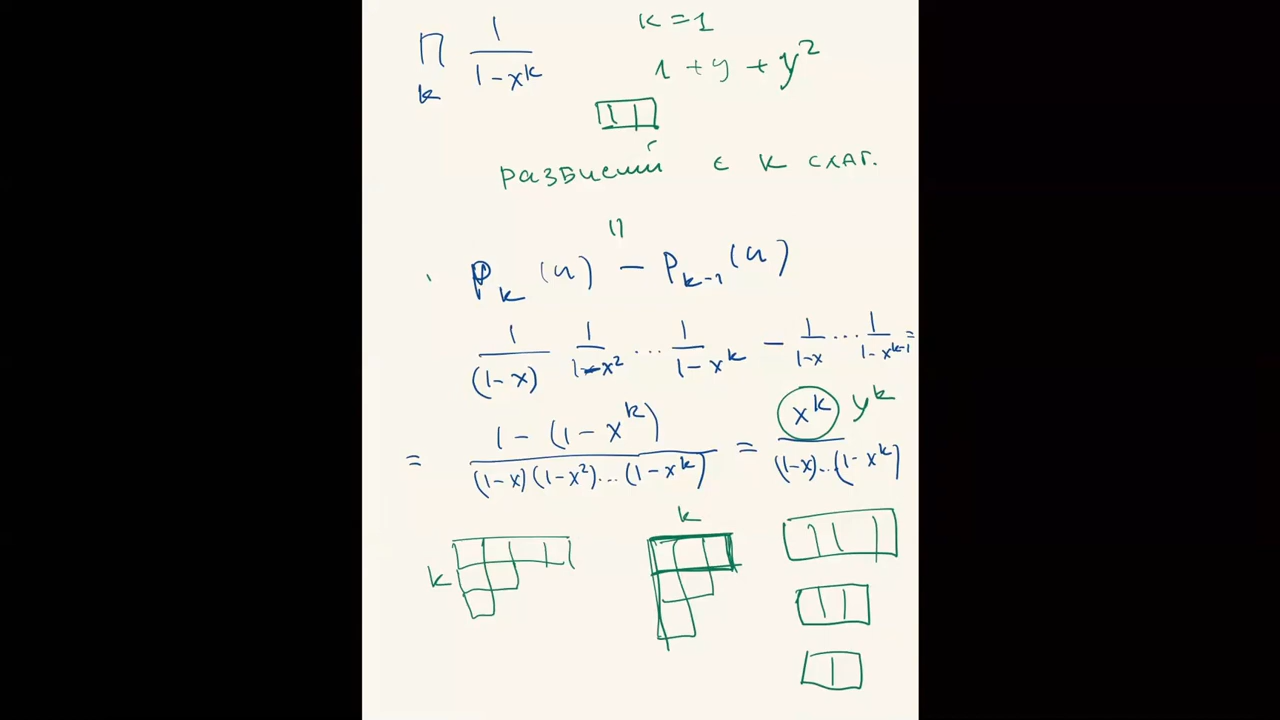 ∏ₖ 1/(1-x^k)
k=1
1+y+y²
разбиений с k слаг.
P_k(n) - P_{k-1}(n)
1/(1-x) 1/(1-x²) ... 1/(1-x^k) - 1/(1-x) ... 1/(1-x^{k-1}) =
= (1-(1-x^k))/((1-x)(1-x²)...(1-x^k)) = x^k y^k/((1-x)..(1-x^k))
k
k